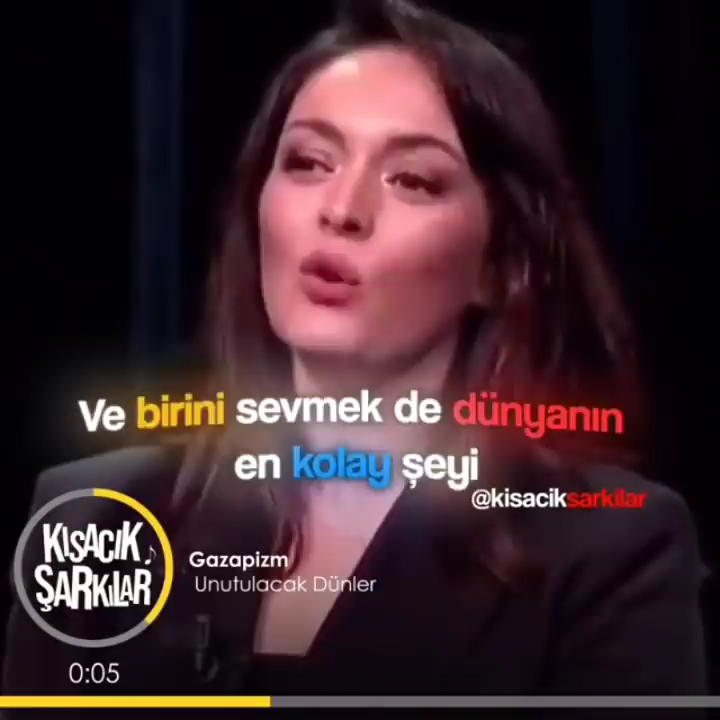 Ve birini sevmek de dünyanın
en kolay şeyi
@kisaciksarkilar
KISACIK
ŞARKILAR
Gazapizm
Unutulacak Dünler
0:05